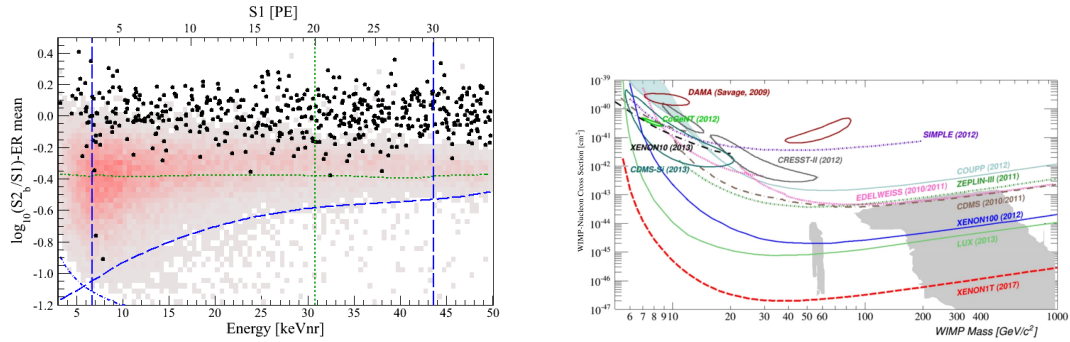 S1 [PE]
5 10 15 20 25 30
0.4
0.2
0.0
-0.2
-0.4
-0.6
-0.8
-1.0
-1.2
log10(S2b/S1)-ER mean
5 10 15 20 25 30 35 40 45 50
Energy [keVnr]
10-39
10-40
10-41
10-42
10-43
10-44
10-45
10-46
10-47
WIMP-Nucleon Cross Section [cm2]
DAMA (Savage, 2009)
CoGeNT (2012)
SIMPLE (2012)
XENON10 (2013)
CRESST-II (2012)
CDMS-Si (2013)
COUPP (2012)
ZEPLIN-III (2011)
EDELWEISS (2010/2011)
CDMS (2010/2011)
XENON100 (2012)
LUX (2013)
XENON1T (2017)
6 7 8 910 20 30 40 50 60 100 200 300 400 1000
WIMP Mass [GeV/c2]